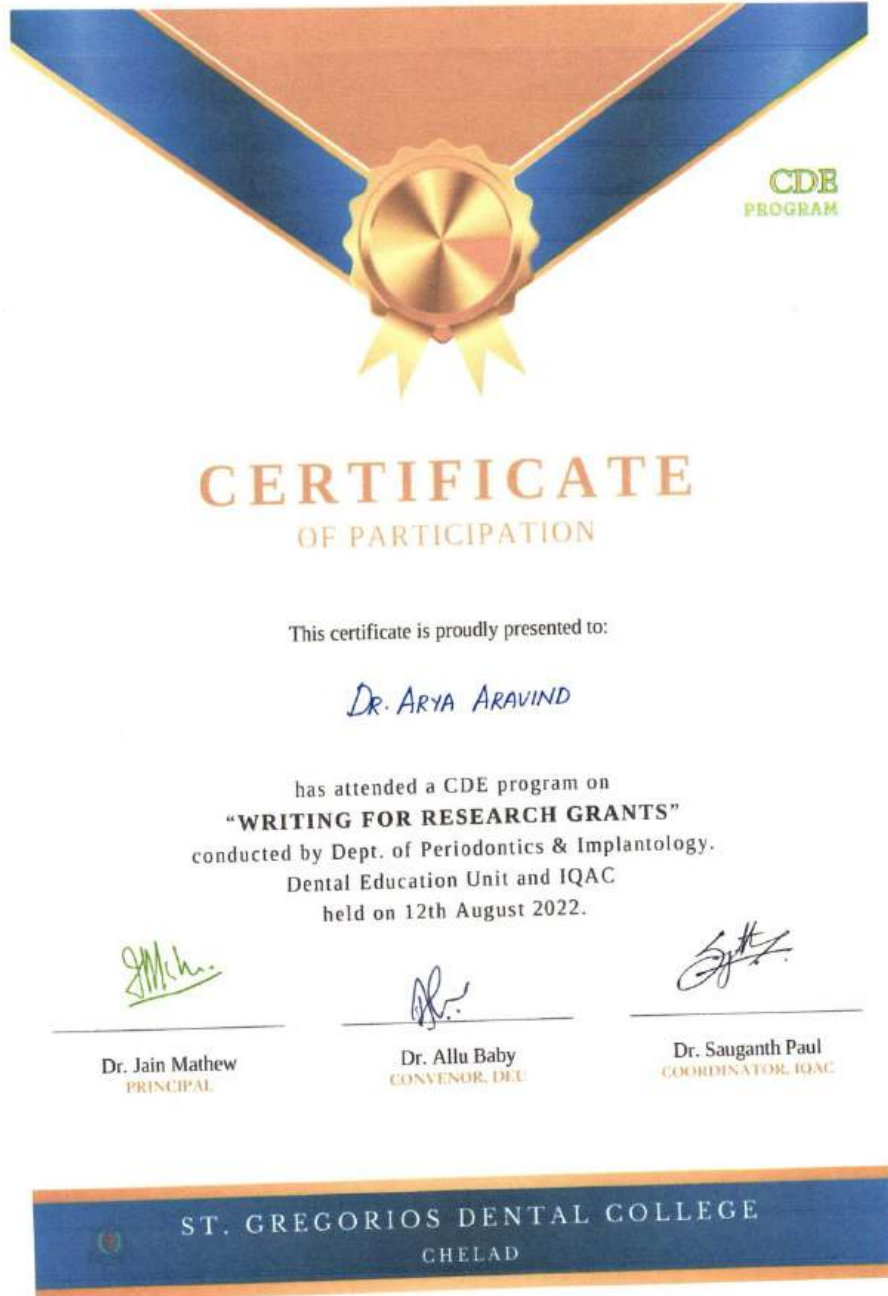 CDE
PROGRAM
CERTIFICATE
OF PARTICIPATION
This certificate is proudly presented to:
DR. ARYA ARAVIND
has attended a CDE program on
“WRITING FOR RESEARCH GRANTS”
conducted by Dept. of Periodontics & Implantology.
Dental Education Unit and IQAC
held on 12th August 2022.
Dr. Jain Mathew
PRINCIPAL
Dr. Allu Baby
CONVENOR, DEU
Dr. Sauganth Paul
COORDINATOR, IQAC
ST. GREGORIOS DENTAL COLLEGE
CHELAD